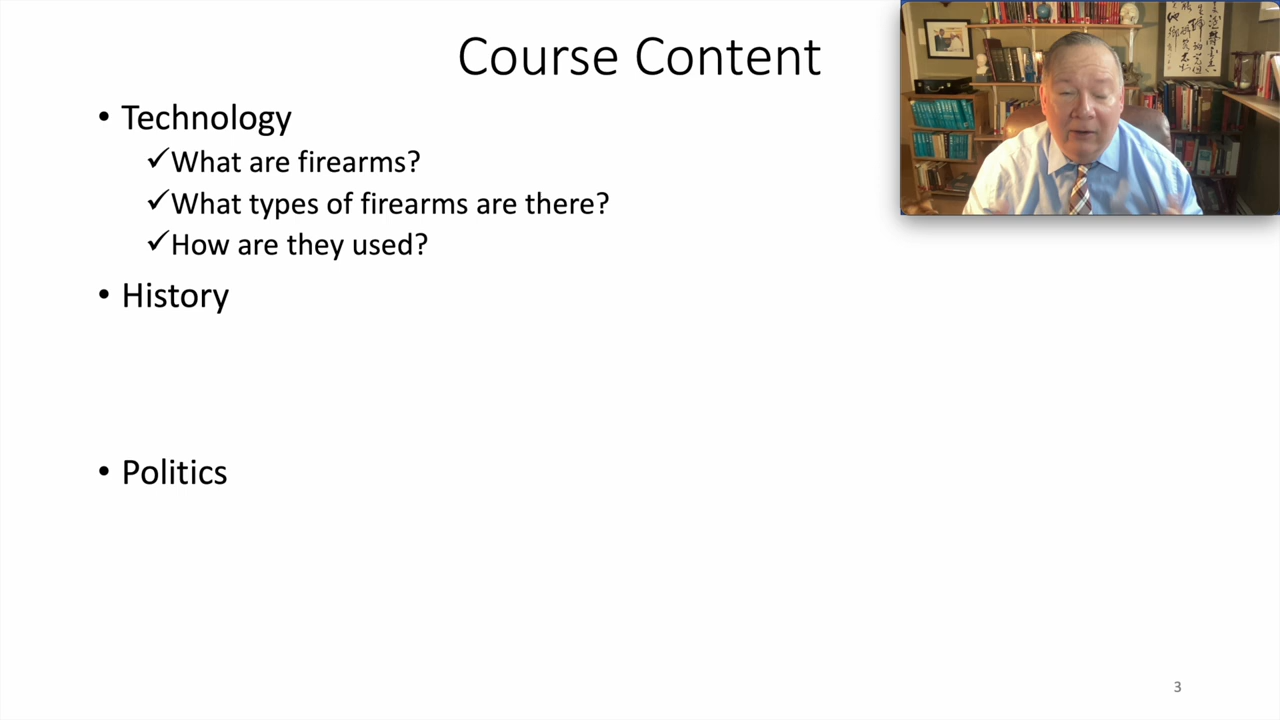 Course Content
• Technology
✓What are firearms?
✓What types of firearms are there?
✓How are they used?
• History
• Politics
3